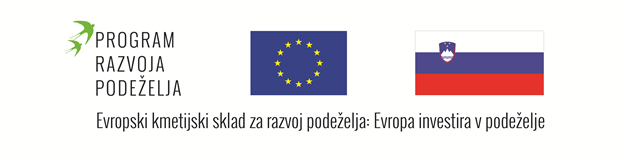 PROGRAM
RAZVOJA
PODEŽELJA
Evropski kmetijski sklad za razvoj podeželja: Evropa investira v podeželje